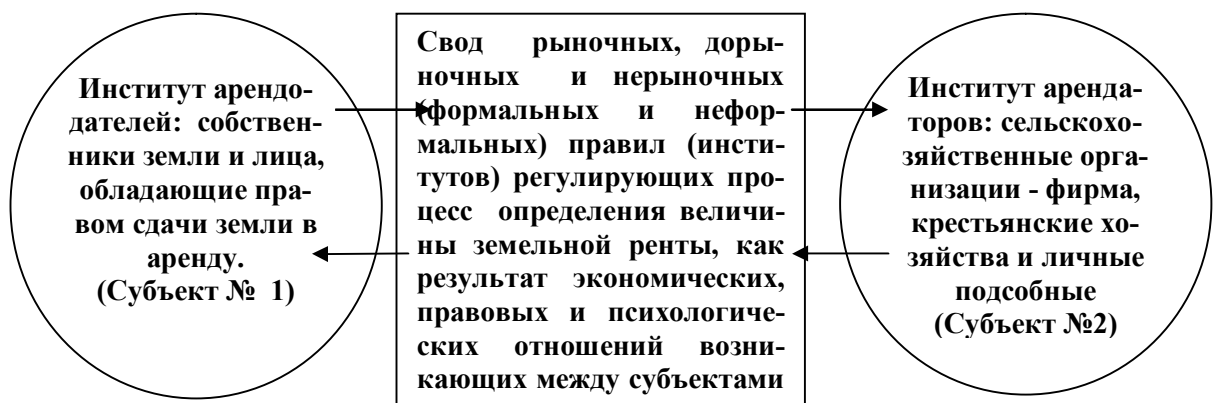 Институт арендо-
дателей: собствен-
ники земли и лица,
обладающие пра-
вом сдачи земли в
аренду.
(Субъект № 1)
Свод рыночных, доры-
ночных и нерыночных
(формальных и нефор-
мальных) правил (инсти-
тутов) регулирующих про-
цесс определения величи-
ны земельной ренты, как
результат экономических,
правовых и психологиче-
ских отношений возни-
кающих между субъектами
Институт аренда-
торов: сельскохо-
зяйственные орга-
низации - фирма,
крестьянские хо-
зяйства и личные
подсобные
(Субъект №2)